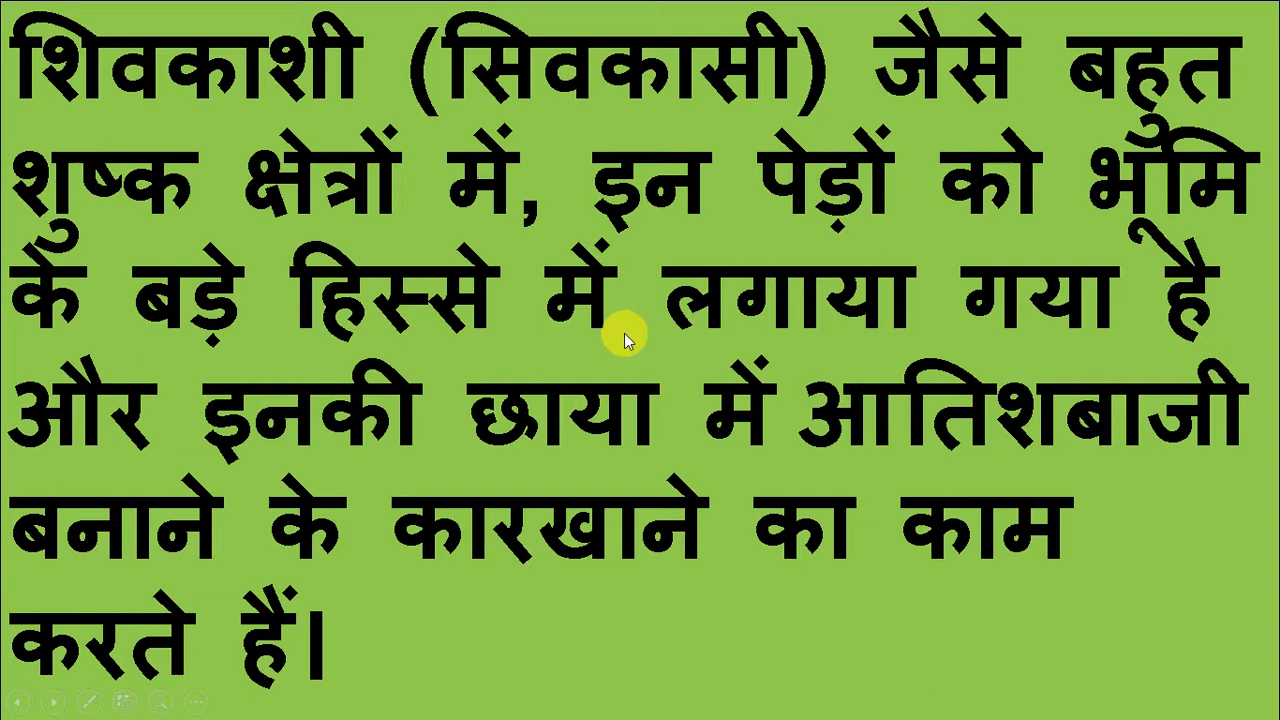 शिवकाशी (सिवकासी) जैसे बहुत
शुष्क क्षेत्रों में, इन पेड़ों को भूमि
के बड़े हिस्से में लगाया गया है
और इनकी छाया में आतिशबाजी
बनाने के कारखाने का काम
करते हैं।